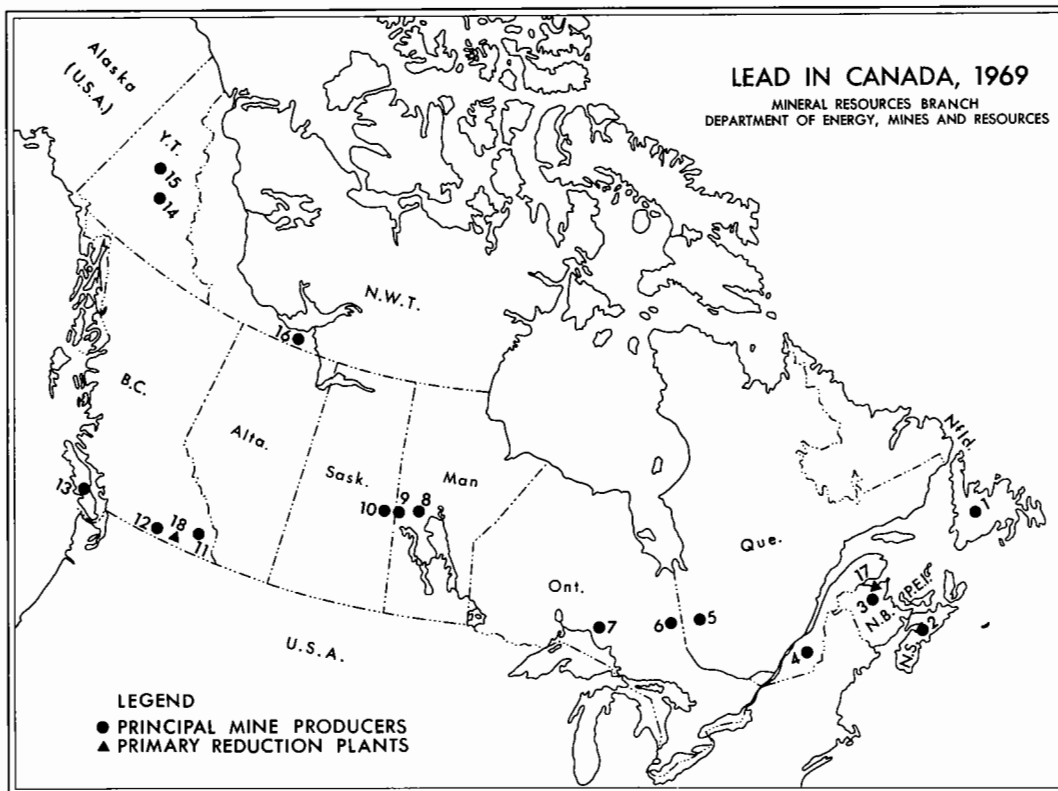 LEAD IN CANADA, 1969
MINERAL RESOURCES BRANCH
DEPARTMENT OF ENERGY, MINES AND RESOURCES
Alaska
(U.S.A.)
Y.T.
15
14
N.W.T.
16
B.C.
Alta.
Sask.
Man
10
9
8
13
12
18
11
Ont.
Que.
Nfld.
1
17
3
N.B.
(P.E.I.)
N.S.
2
7
6
5
4
U.S.A.
LEGEND
● PRINCIPAL MINE PRODUCERS
▲ PRIMARY REDUCTION PLANTS